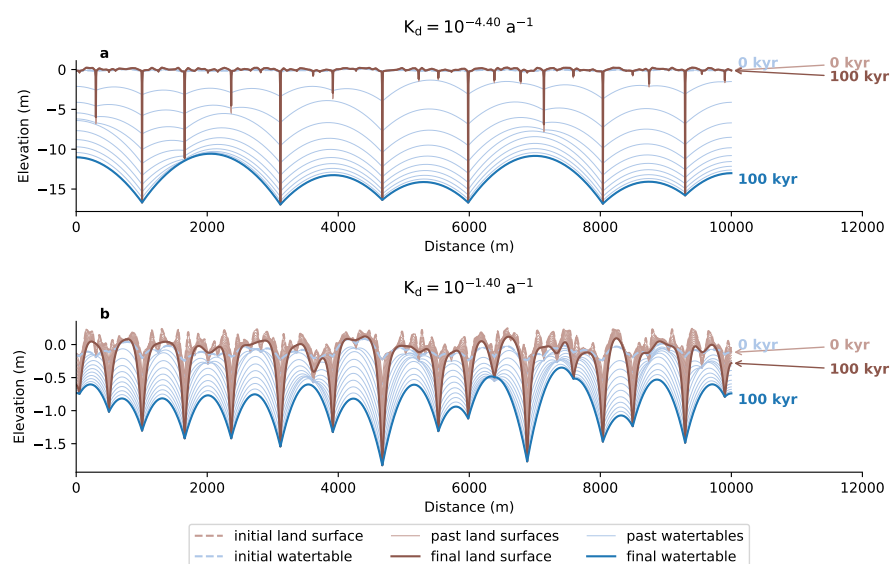 K_d = 10^{-4.40} a^{-1}
a
0
−5
−10
−15
Elevation (m)
0 kyr
0 kyr
100 kyr
100 kyr
0 2000 4000 6000 8000 10000 12000
Distance (m)
K_d = 10^{-1.40} a^{-1}
b
0.0
−0.5
−1.0
−1.5
Elevation (m)
0 kyr
0 kyr
100 kyr
100 kyr
0 2000 4000 6000 8000 10000 12000
Distance (m)
initial land surface past land surfaces past watertables
initial watertable final land surface final watertable